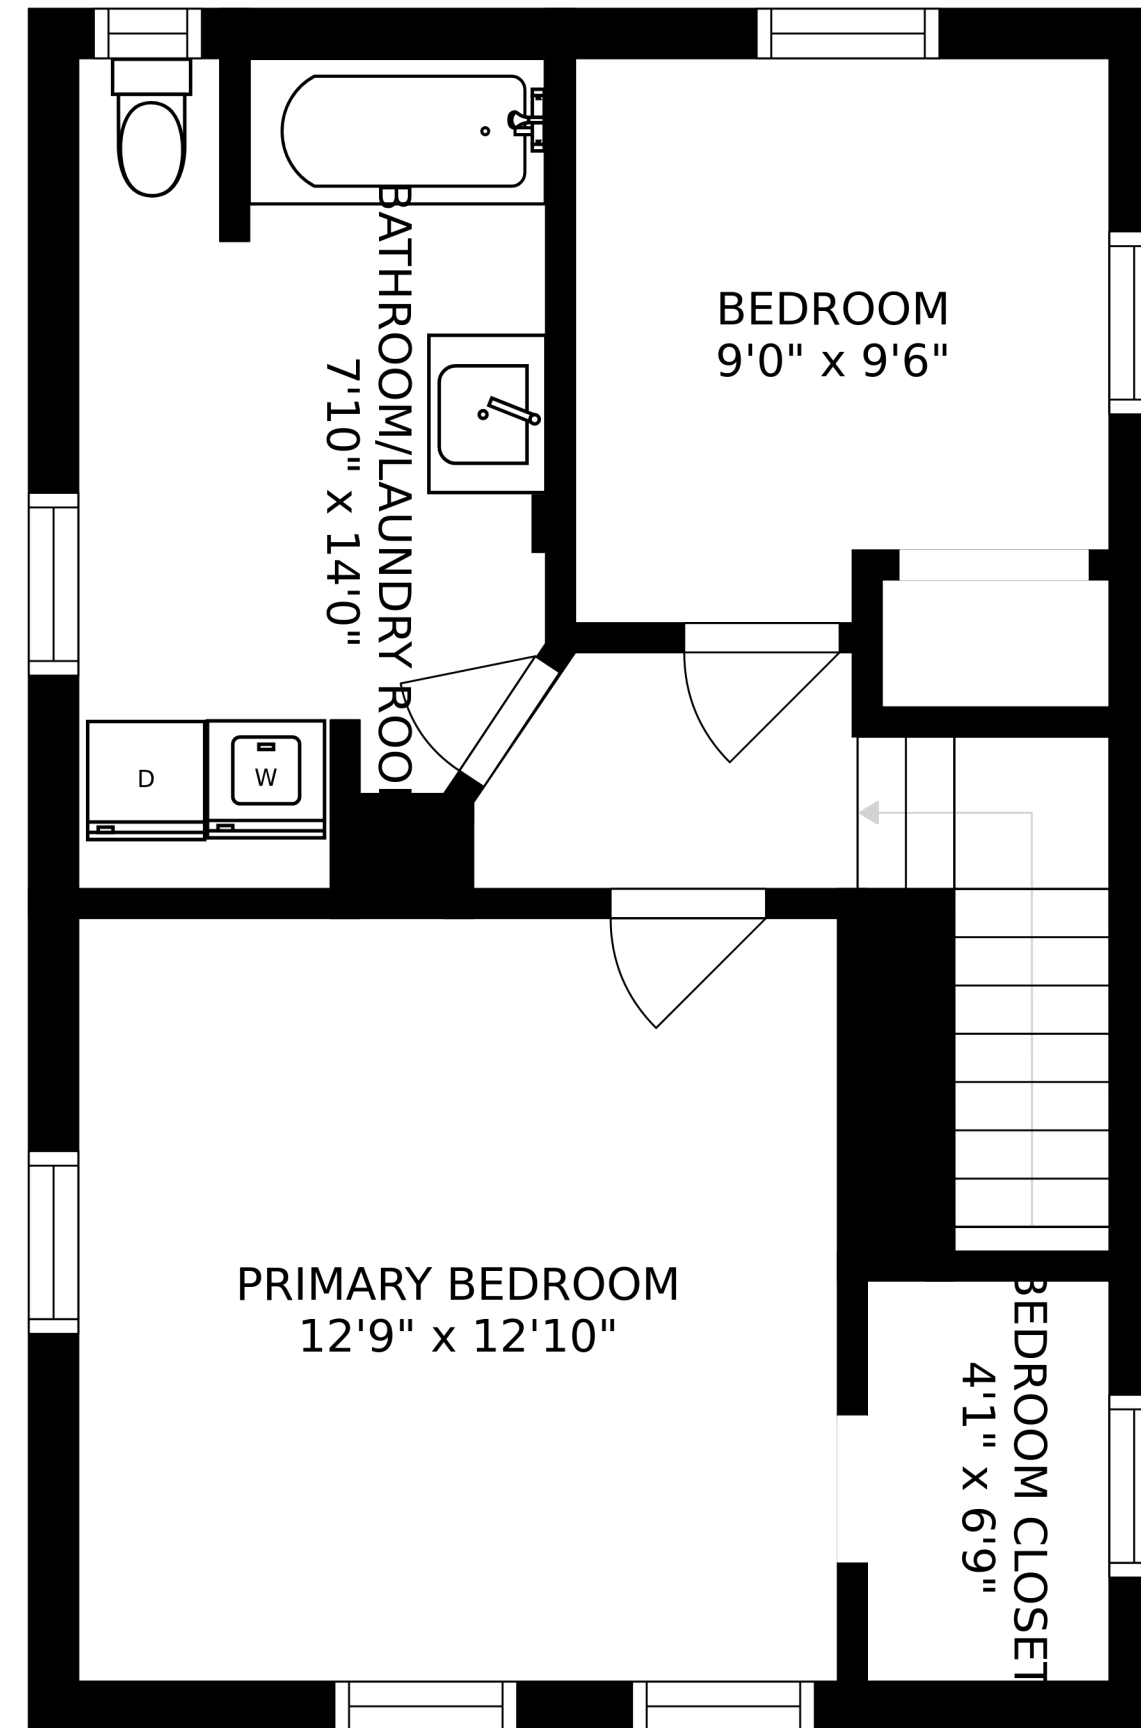 BEDROOM
9'0" x 9'6"
BATHROOM/LAUNDRY ROO
7'10" x 14'0"
D
W
PRIMARY BEDROOM
12'9" x 12'10"
BEDROOM CLOSET
4'1" x 6'9"